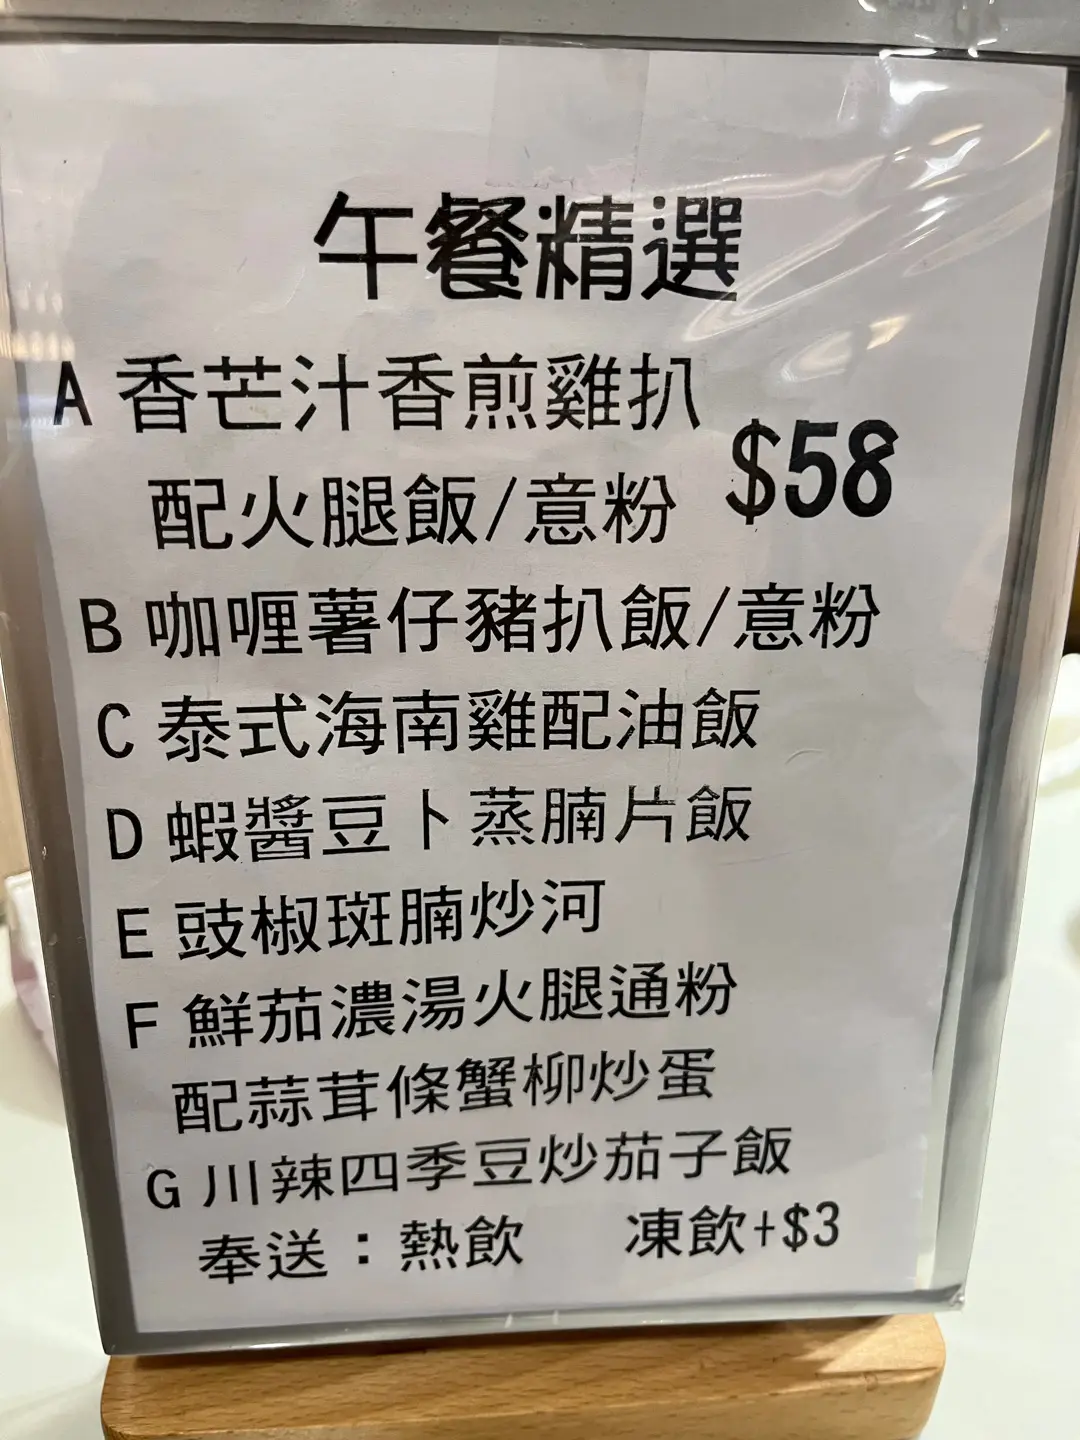 午餐精選
A 香芒汁香煎雞扒
$58
配火腿飯/意粉
B 咖喱薯仔豬扒飯/意粉
C 泰式海南雞配油飯
D 蝦醬豆卜蒸腩片飯
E 豉椒斑腩炒河
F 鮮茄濃湯火腿通粉
配蒜茸條蟹柳炒蛋
G 川辣四季豆炒茄子飯
奉送：熱飲 凍飲+$3